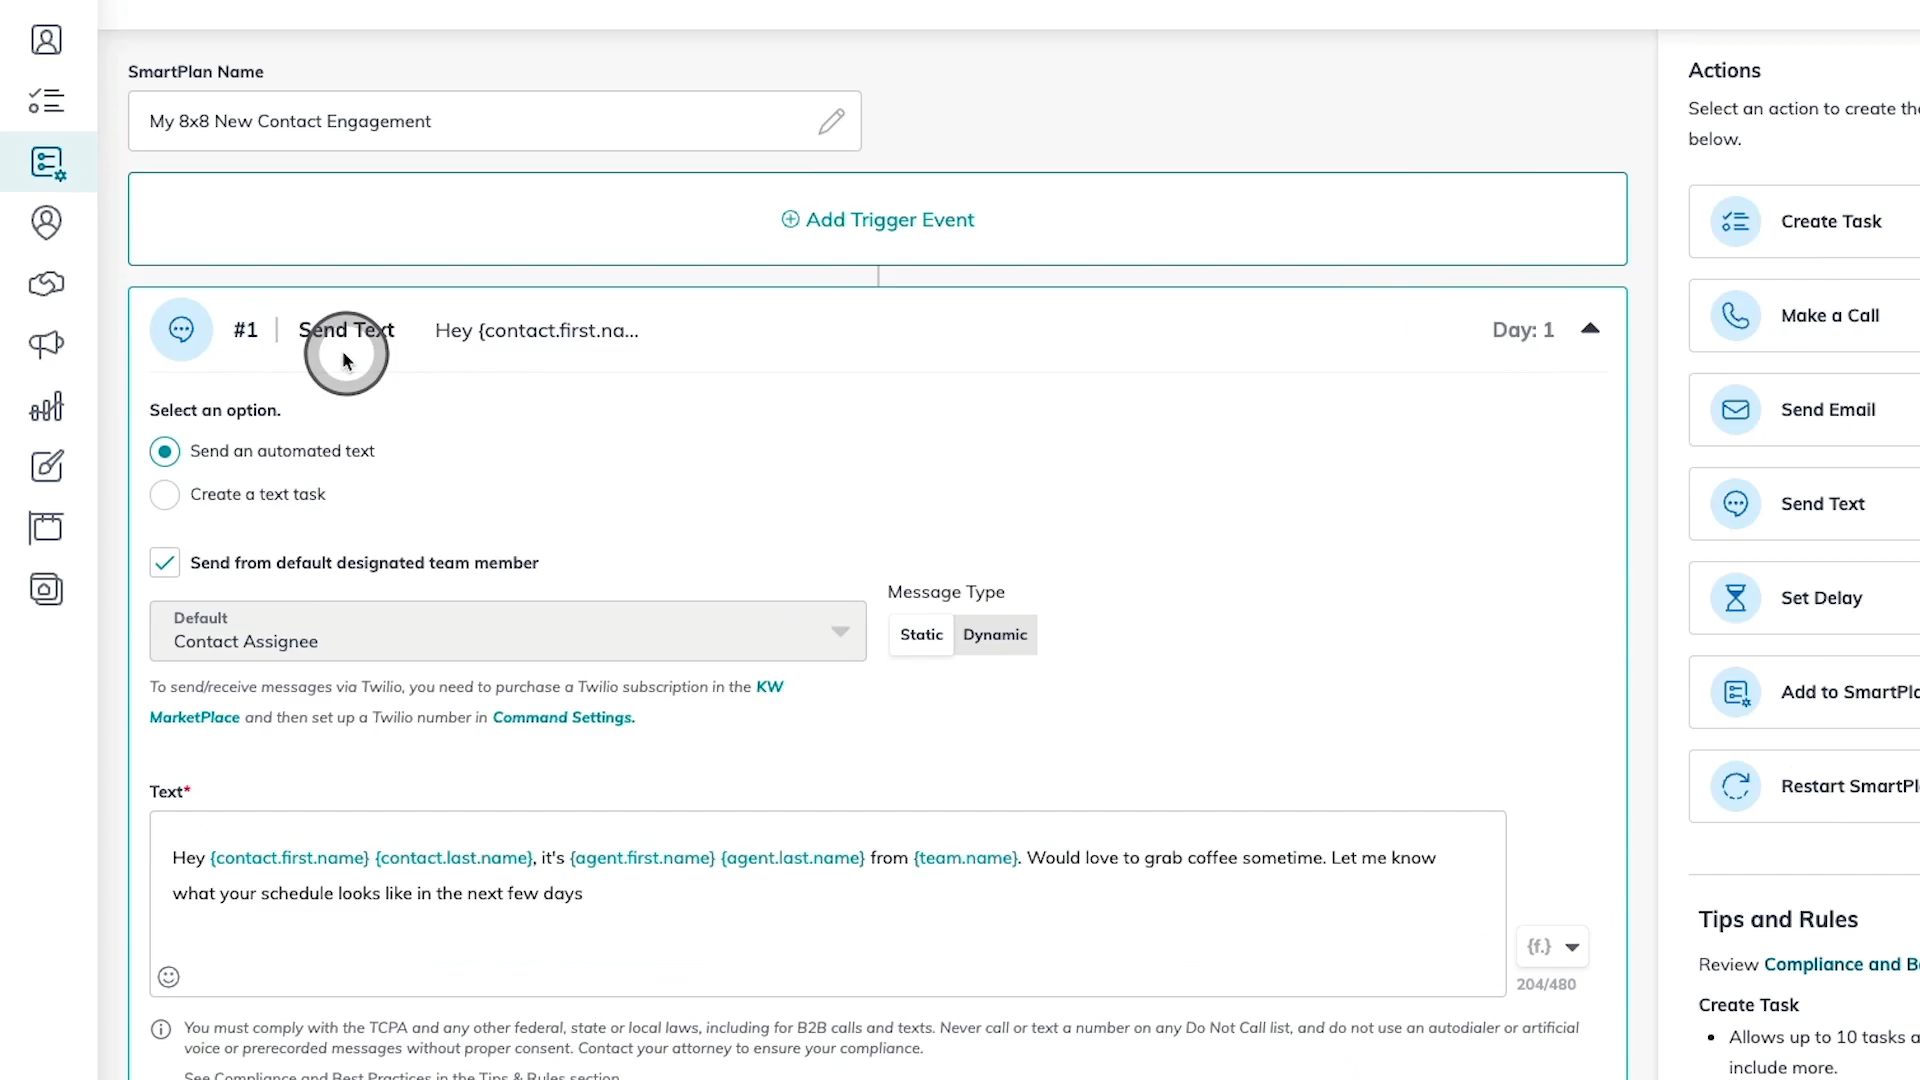 SmartPlan Name
My 8x8 New Contact Engagement
Add Trigger Event
#1 | Send Text Hey {contact.first.na... Day: 1
Select an option.
Send an automated text
Create a text task
Send from default designated team member
Default
Contact Assignee
Message Type
Static Dynamic
To send/receive messages via Twilio, you need to purchase a Twilio subscription in the KW
MarketPlace and then set up a Twilio number in Command Settings.
Text*
Hey {contact.first.name} {contact.last.name}, it's {agent.first.name} {agent.last.name} from {team.name}. Would love to grab coffee sometime. Let me know
what your schedule looks like in the next few days
{f.}
204/480
You must comply with the TCPA and any other federal, state or local laws, including for B2B calls and texts. Never call or text a number on any Do Not Call list, and do not use an autodialer or artificial
voice or prerecorded messages without proper consent. Contact your attorney to ensure your compliance.
See Compliance and Best Practices in the Tips & Rules section
Actions
Select an action to create the
below.
Create Task
Make a Call
Send Email
Send Text
Set Delay
Add to SmartPla
Restart SmartPl
Tips and Rules
Review Compliance and B
Create Task
• Allows up to 10 tasks a
include more.